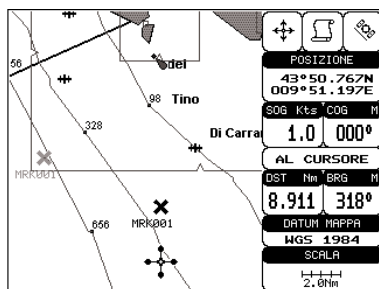 56
del
98
Tino
328
Di Carrar
MRK001
MRK001
656
POSIZIONE
43°50.767N
009°51.197E
SOG Kts COG M
1.0 000°
AL CURSORE
DST Nm BRG M
8.911 318°
DATUM MAPPA
WGS 1984
SCALA
2.0Nm